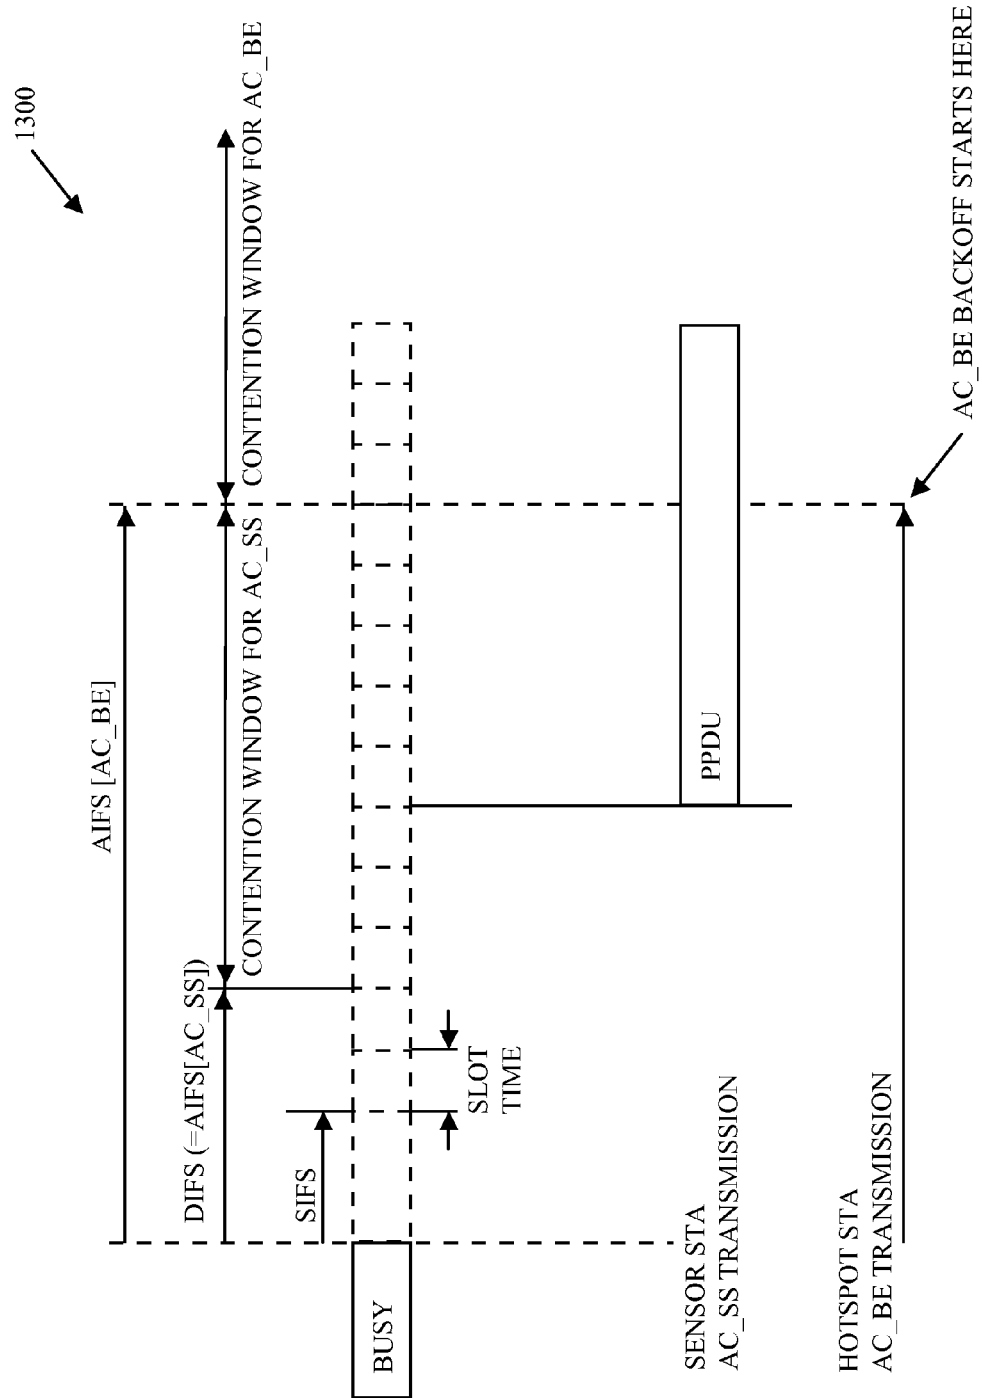 1300
AIFS [AC_BE]
DIFS (=AIFS[AC_SS])
CONTENTION WINDOW FOR AC_SS
CONTENTION WINDOW FOR AC_BE
SIFS
BUSY
SLOT
TIME
SENSOR STA
AC_SS TRANSMISSION
PPDU
HOTSPOT STA
AC_BE TRANSMISSION
AC_BE BACKOFF STARTS HERE